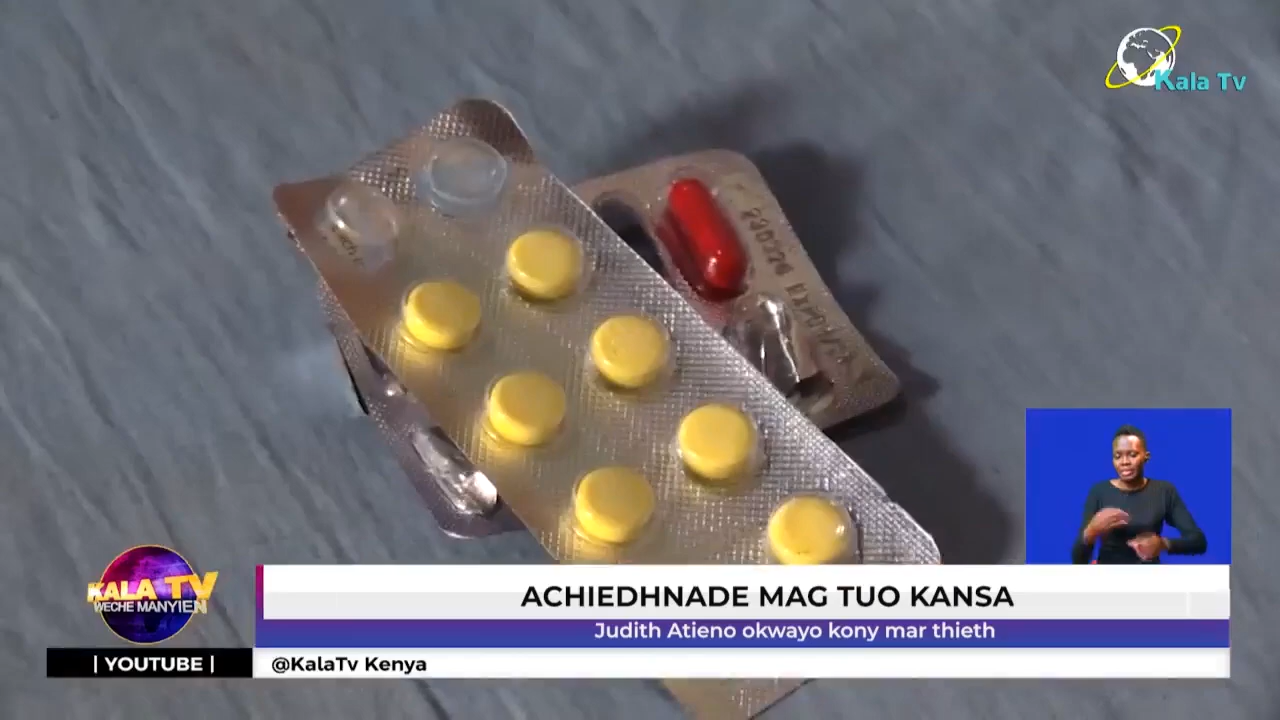 Kala Tv
ACHIEDHNADE MAG TUO KANSA
Judith Atieno okwayo kony mar thieth
KALA TV
WECHE MANYIEN
| YOUTUBE |
@KalaTv Kenya